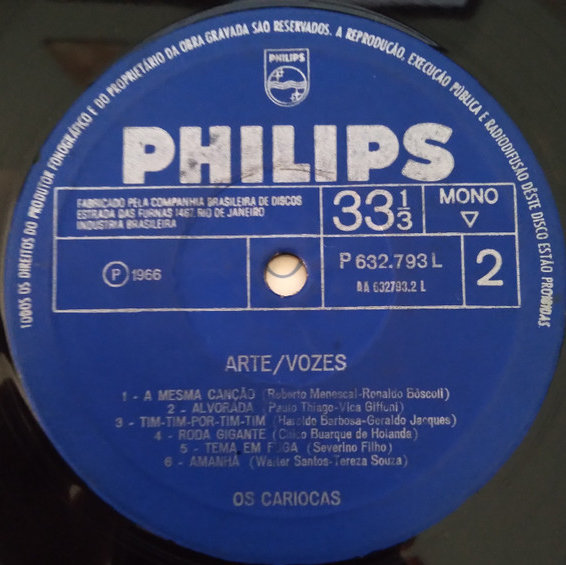 TODOS OS DIREITOS DO PRODUTOR FONOGRÁFICO E DO PROPRIETÁRIO DA OBRA GRAVADA SÃO RESERVADOS. A REPRODUÇÃO, EXECUÇÃO PÚBLICA E RADIODIFUSÃO DÊSTE DISCO ESTÃO PROIBIDAS
PHILIPS
PHILIPS
FABRICADO PELA COMPANHIA BRASILEIRA DE DISCOS
ESTRADA DAS FURNAS 1467, RIO DE JANEIRO
INDUSTRIA BRASILEIRA
33 1/3
MONO
▽
Ⓟ 1966
P 632.793 L
BA 632793.2 L
2
ARTE/VOZES
1 - A MESMA CANÇÃO (Roberto Menescal-Ronaldo Bôscoli)
2 - ALVORADA (Paulo Thiago-Vica Giffoni)
3 - TIM-TIM-POR-TIM-TIM (Haroldo Barbosa-Geraldo Jacques)
4 - RODA GIGANTE (Chico Buarque de Holanda)
5 - TEMA EM FUGA (Severino Filho)
6 - AMANHÃ (Walter Santos-Tereza Souza)
OS CARIOCAS